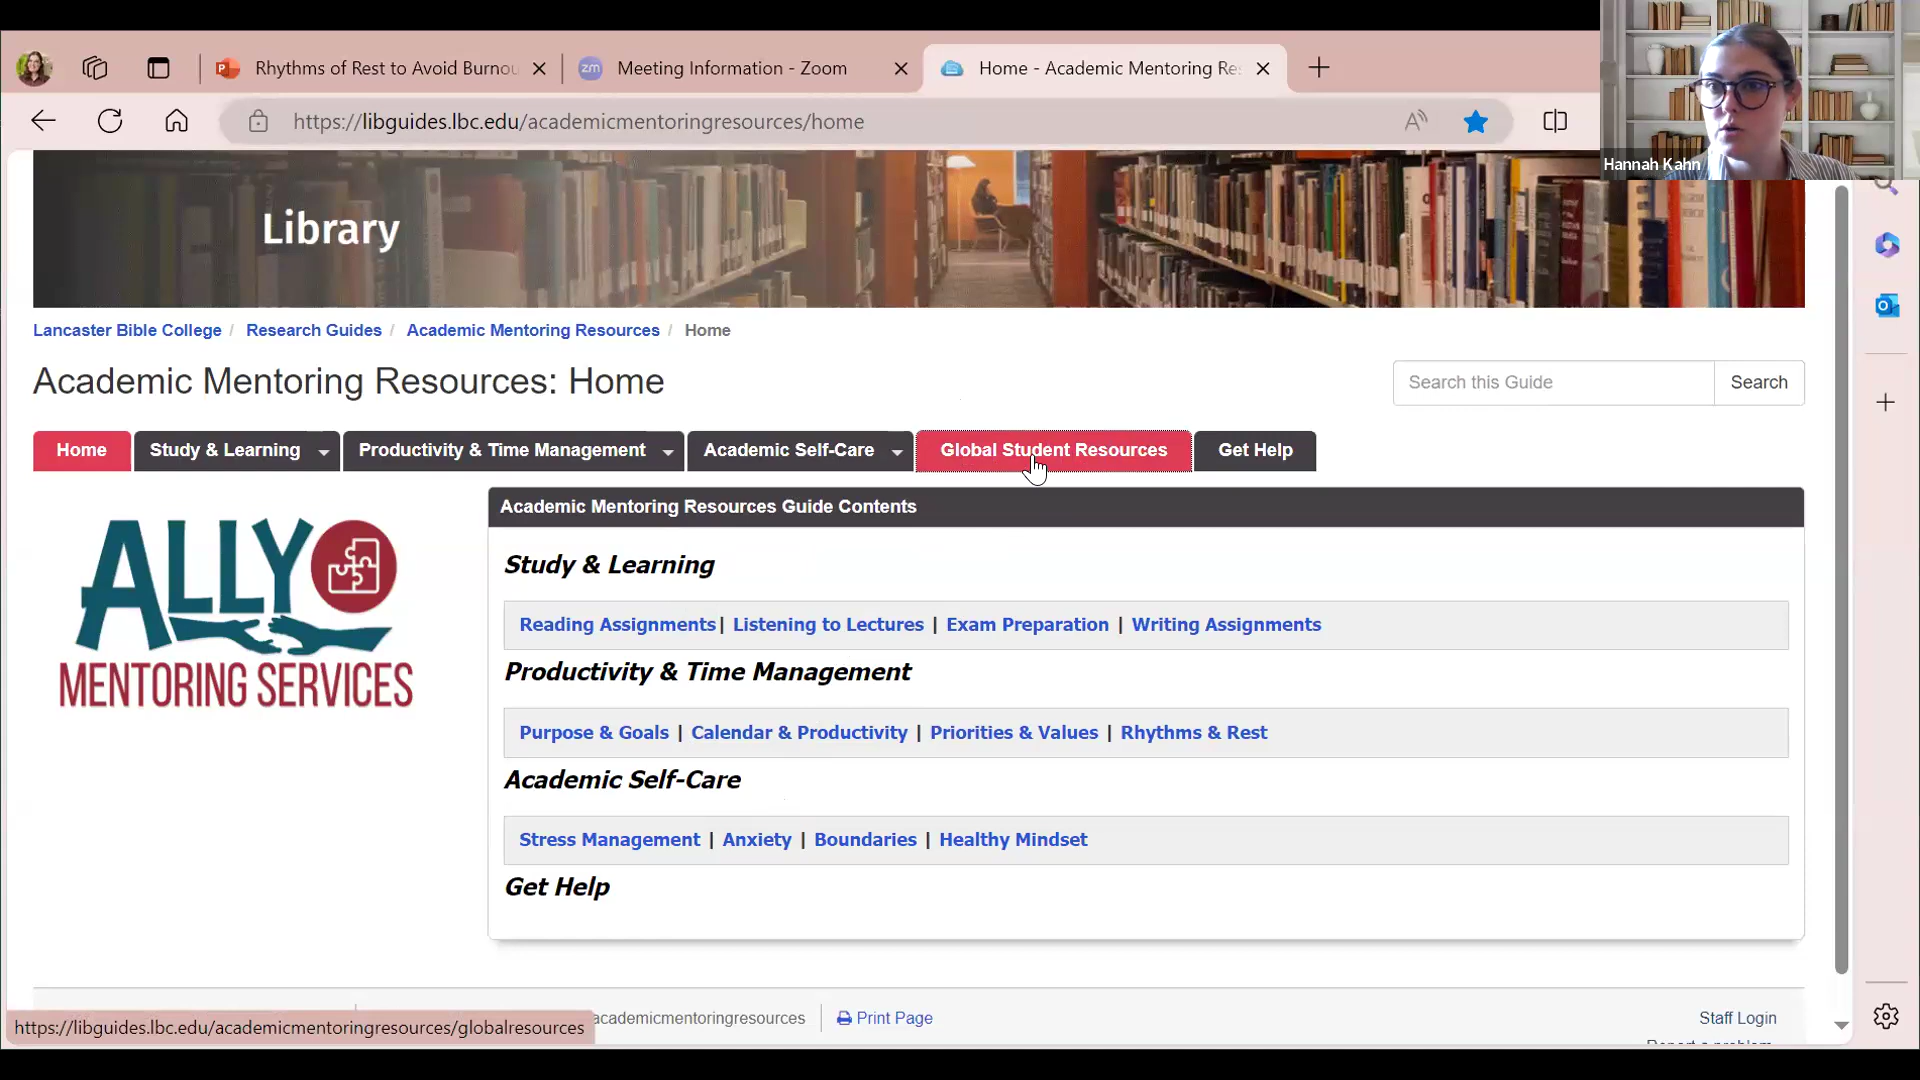 Rhythms of Rest to Avoid Burnou
zm Meeting Information - Zoom
Home - Academic Mentoring Re
https://libguides.lbc.edu/academicmentoringresources/home
Hannah Kahn
Library
Lancaster Bible College / Research Guides / Academic Mentoring Resources / Home
Academic Mentoring Resources: Home
Search this Guide Search
Home Study & Learning Productivity & Time Management Academic Self-Care Global Student Resources Get Help
Academic Mentoring Resources Guide Contents
ALLY
MENTORING SERVICES
Study & Learning
Reading Assignments | Listening to Lectures | Exam Preparation | Writing Assignments
Productivity & Time Management
Purpose & Goals | Calendar & Productivity | Priorities & Values | Rhythms & Rest
Academic Self-Care
Stress Management | Anxiety | Boundaries | Healthy Mindset
Get Help
academicmentoringresources Print Page Staff Login
https://libguides.lbc.edu/academicmentoringresources/globalresources